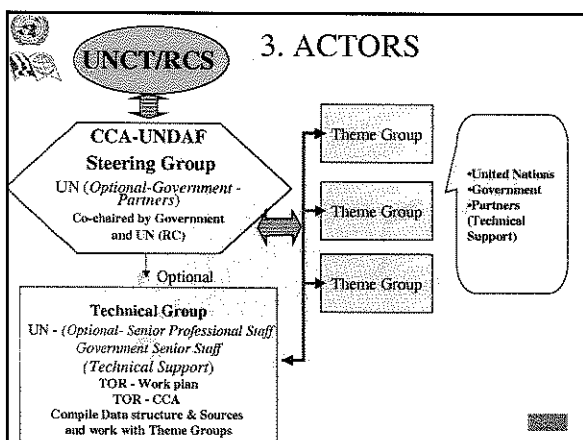 3. ACTORS
UNCT/RCS
CCA-UNDAF
Steering Group
UN (Optional-Government -
Partners)
Co-chaired by Government
and UN (RC)
Optional
Technical Group
UN - (Optional- Senior Professional Staff
Government Senior Staff
(Technical Support)
TOR - Work plan
TOR - CCA
Compile Data structure & Sources
and work with Theme Groups
Theme Group
Theme Group
Theme Group
•United Nations
•Government
•Partners
(Technical
Support)